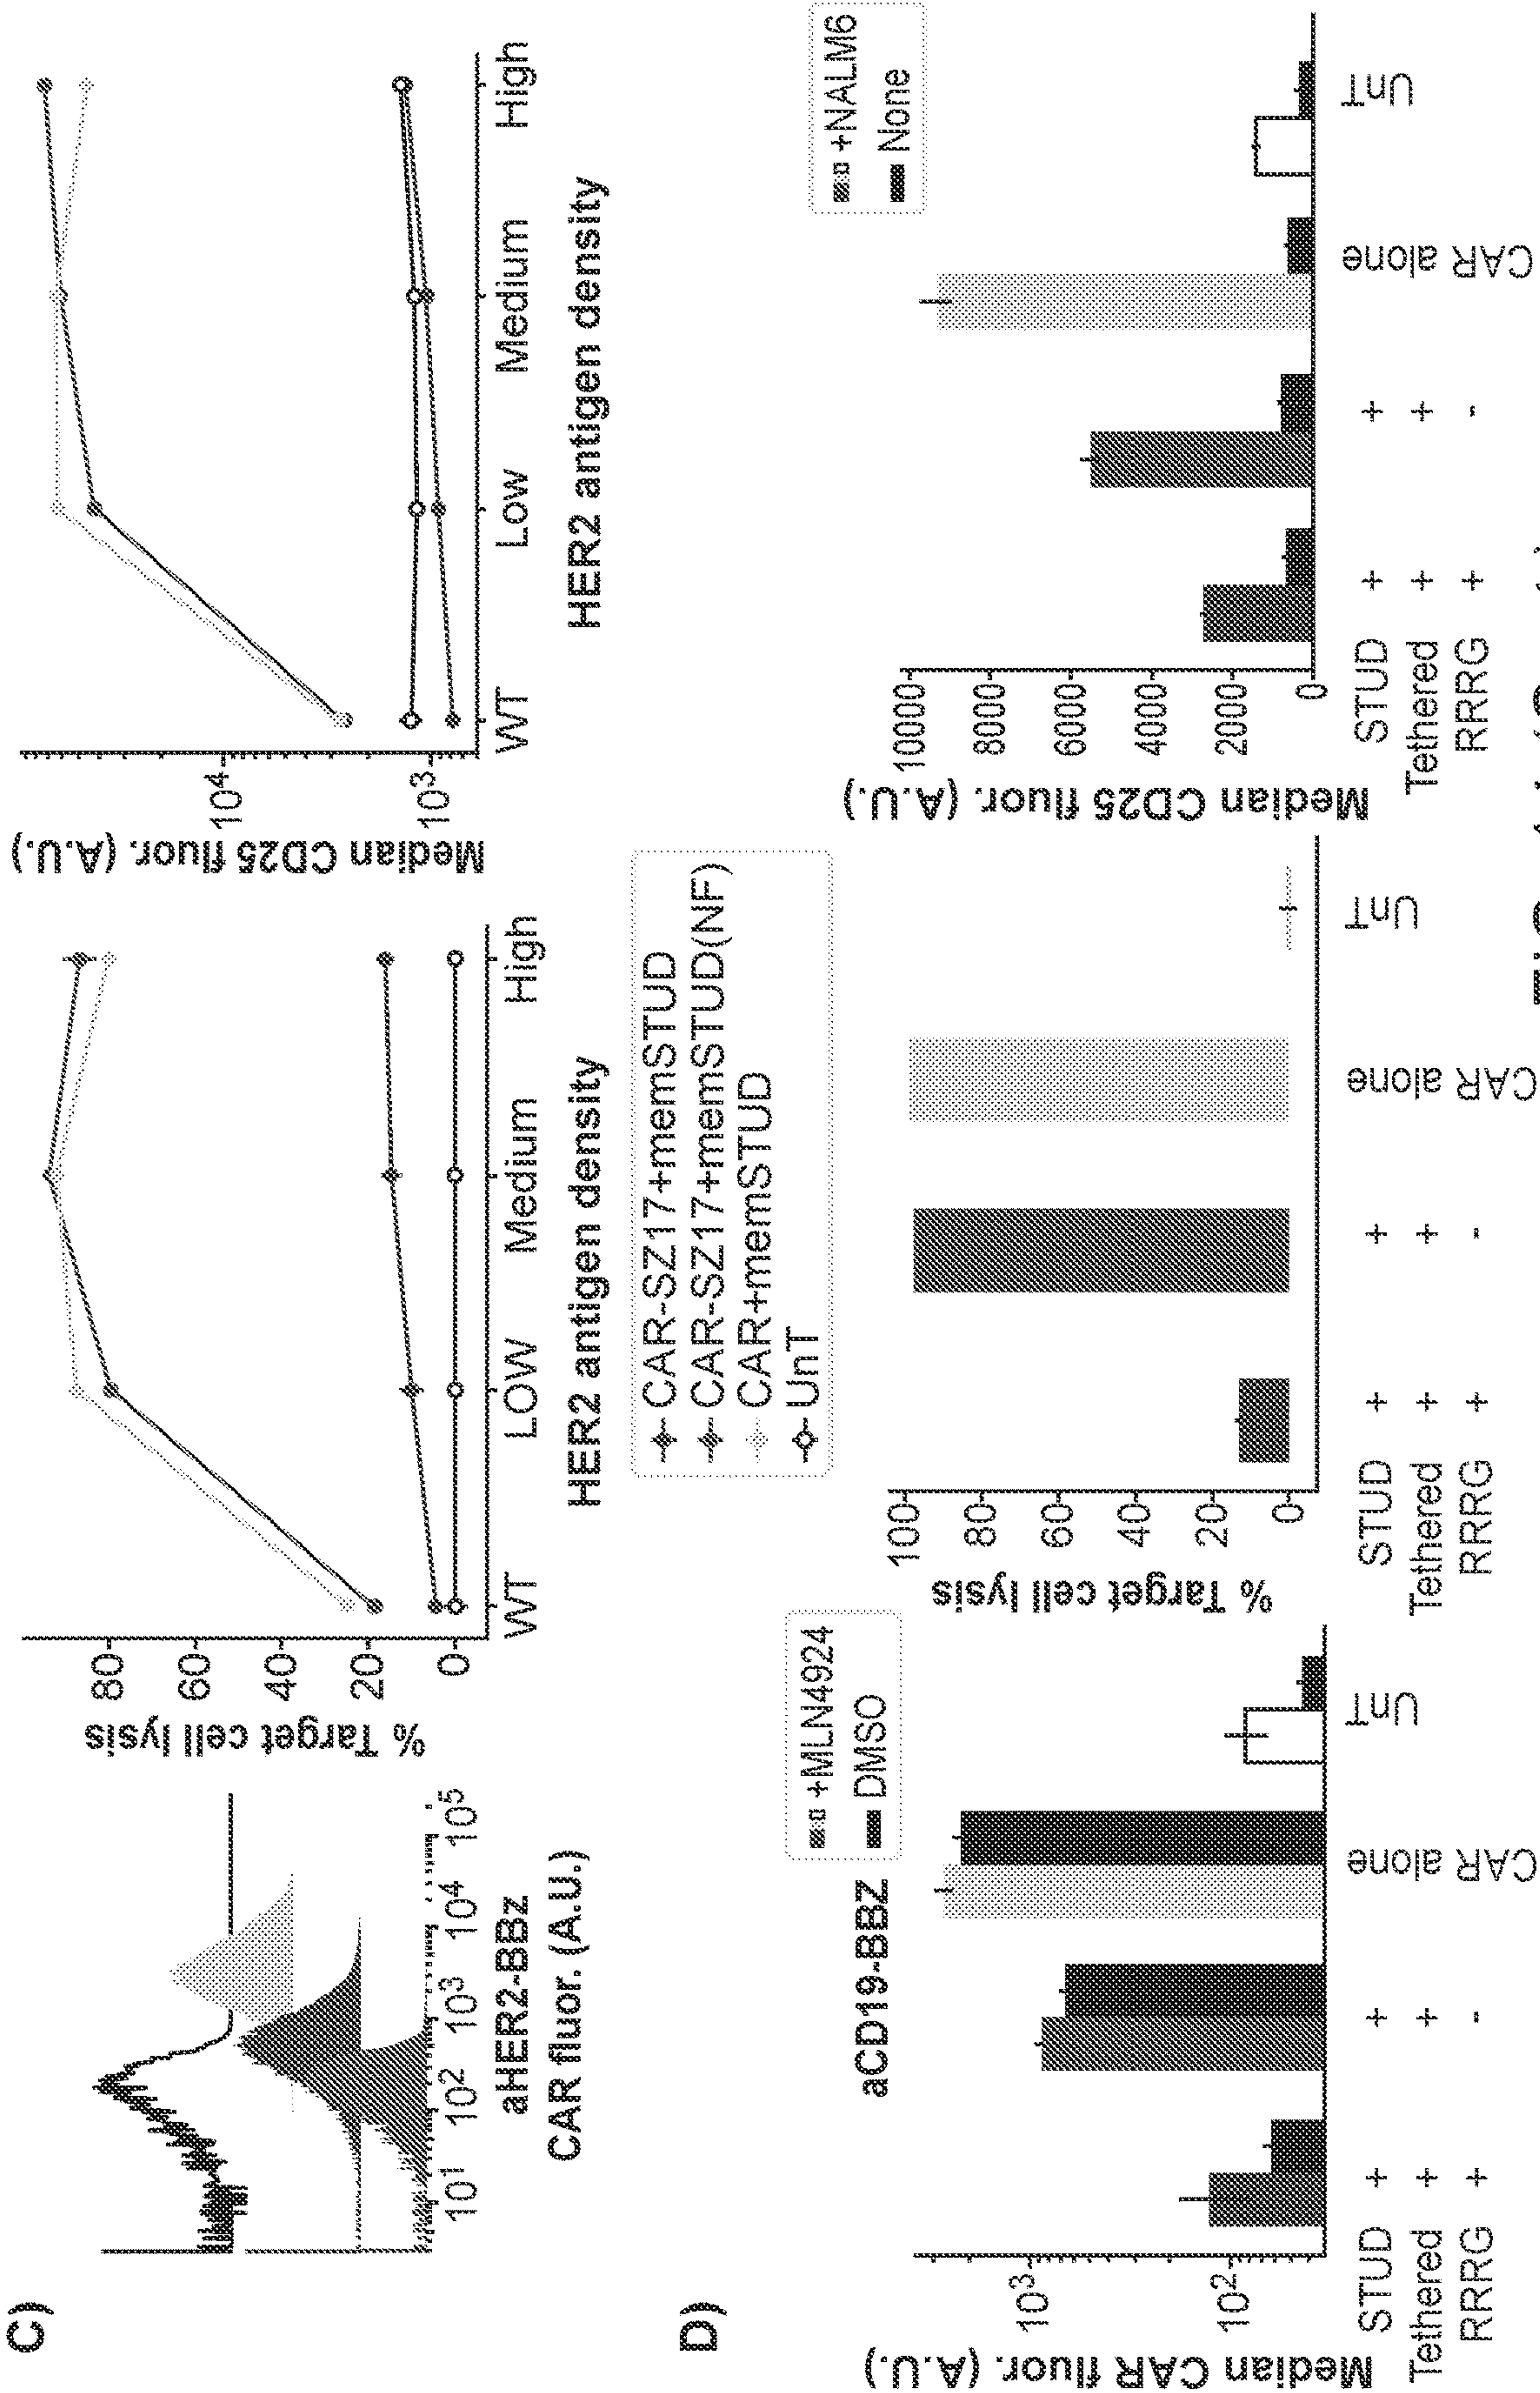 C)
10¹ 10² 10³ 10⁴ 10⁵
aHER2-BBz
CAR fluor. (A.U.)
% Target cell lysis
80
60
40
20
0
WT LOW Medium High
HER2 antigen density
Median CD25 fluor. (A.U.)
10⁴
10³
WT Low Medium High
HER2 antigen density
CAR-SZ17+memSTUD
CAR-SZ17+memSTUD(NF)
CAR+memSTUD
UnT
D)
aCD19-BBZ
+MLN4924
DMSO
Median CAR fluor. (A.U.)
10³
10²
STUD + +
Tethered + +
RRRG + -
CAR alone
UnT
% Target cell lysis
100
80
60
40
20
0
STUD + +
Tethered + +
RRRG + -
CAR alone
UnT
+NALM6
None
Median CD25 fluor. (A.U.)
10000
8000
6000
4000
2000
0
STUD + +
Tethered + +
RRRG + -
CAR alone
UnT